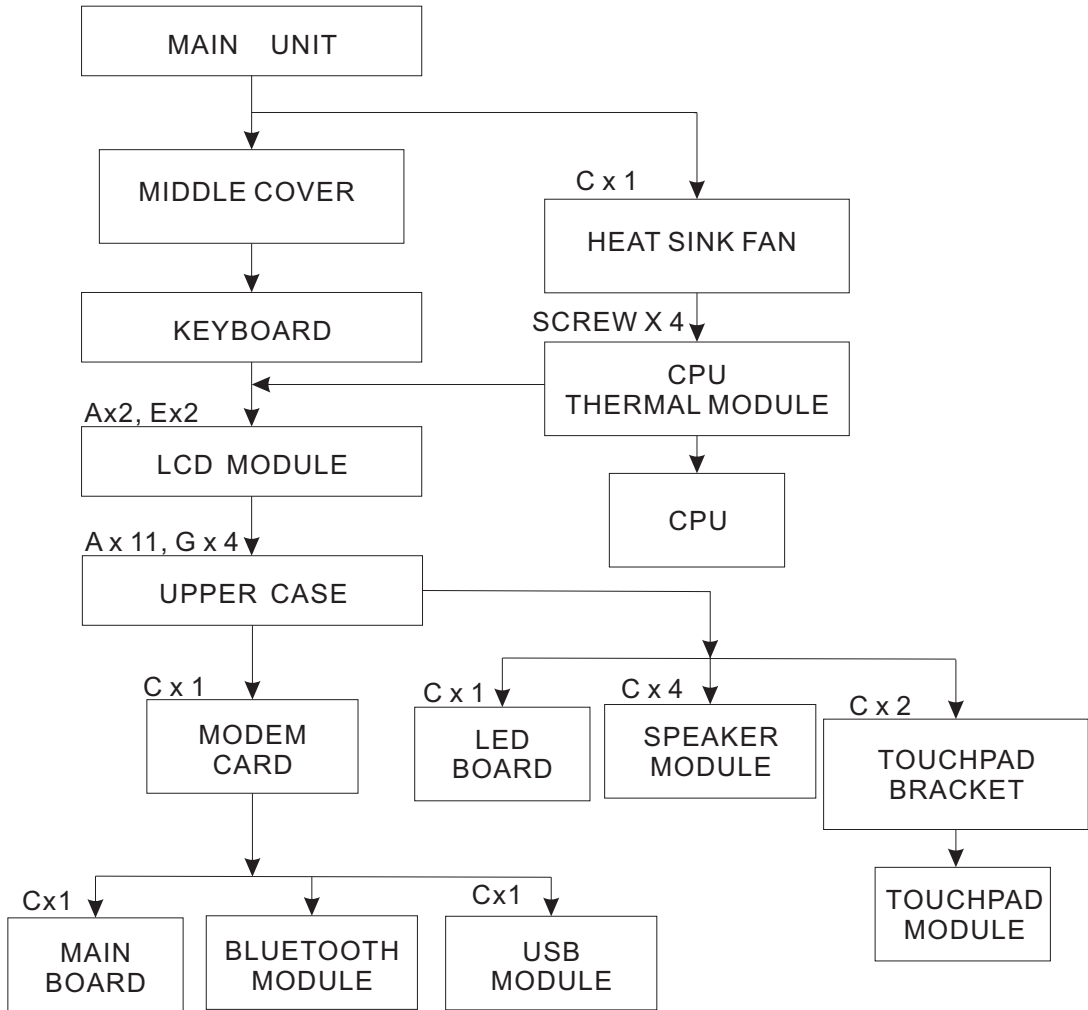 MAIN UNIT
MIDDLE COVER
C x 1
HEAT SINK FAN
KEYBOARD
SCREW X 4
CPU
THERMAL MODULE
Ax2, Ex2
LCD MODULE
CPU
A x 11, G x 4
UPPER CASE
C x 1
MODEM
CARD
C x 1
LED
BOARD
C x 4
SPEAKER
MODULE
C x 2
TOUCHPAD
BRACKET
TOUCHPAD
MODULE
Cx1
MAIN
BOARD
BLUETOOTH
MODULE
Cx1
USB
MODULE